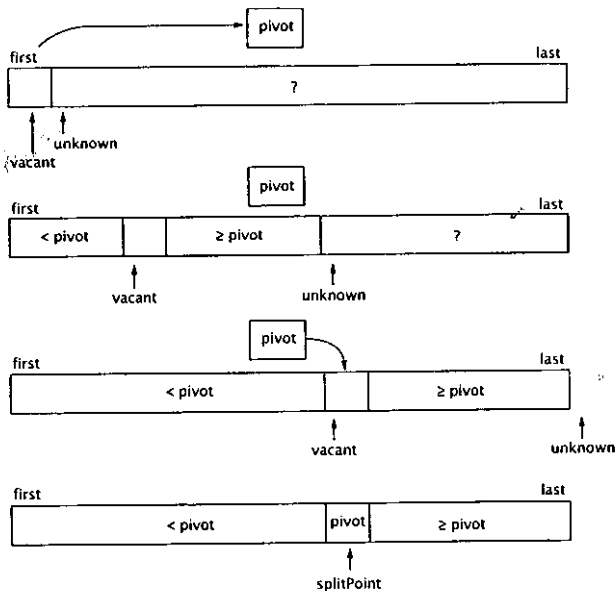 pivot
first last
?
unknown
vacant
pivot
first last
< pivot ≥ pivot ?
vacant unknown
pivot
first last
< pivot ≥ pivot
vacant unknown
first last
< pivot pivot ≥ pivot
splitPoint